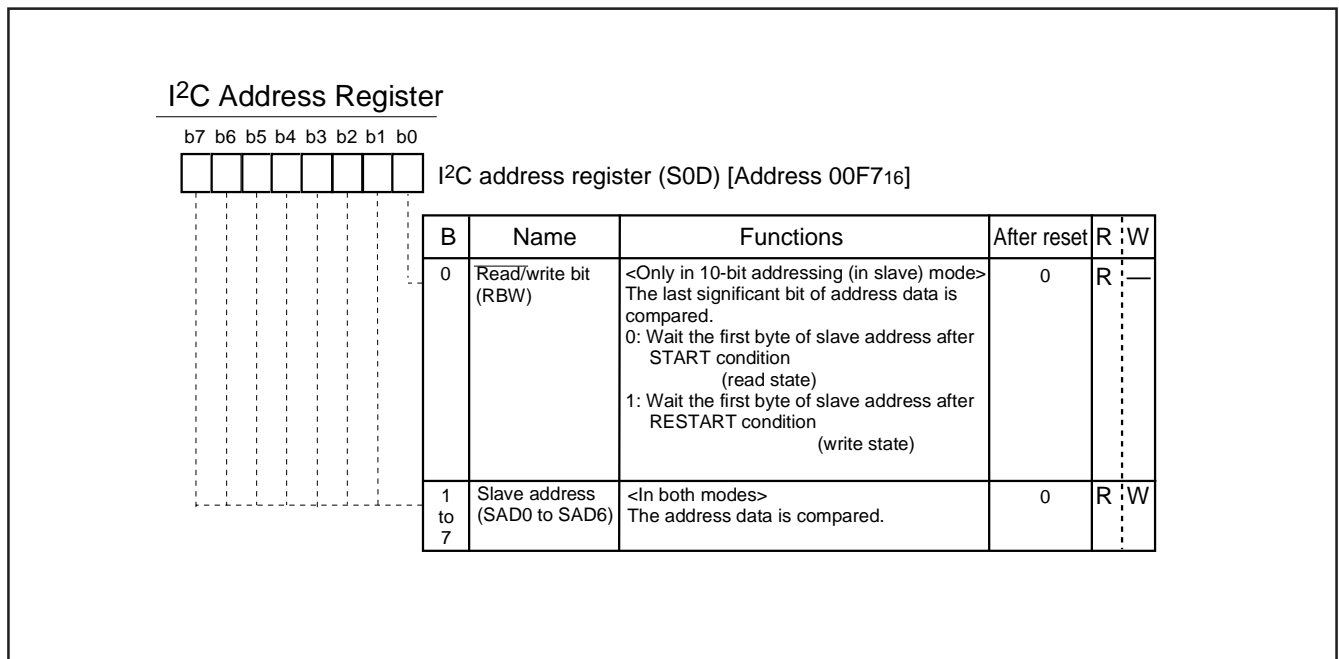 I2C Address Register
b7 b6 b5 b4 b3 b2 b1 b0
I2C address register (S0D) [Address 00F716]
B Name Functions After reset R W
0 Read/write bit (RBW) <Only in 10-bit addressing (in slave) mode> 0 R —
The last significant bit of address data is
compared.
0: Wait the first byte of slave address after
START condition
(read state)
1: Wait the first byte of slave address after
RESTART condition
(write state)
1 to 7 Slave address (SAD0 to SAD6) <In both modes> 0 R W
The address data is compared.